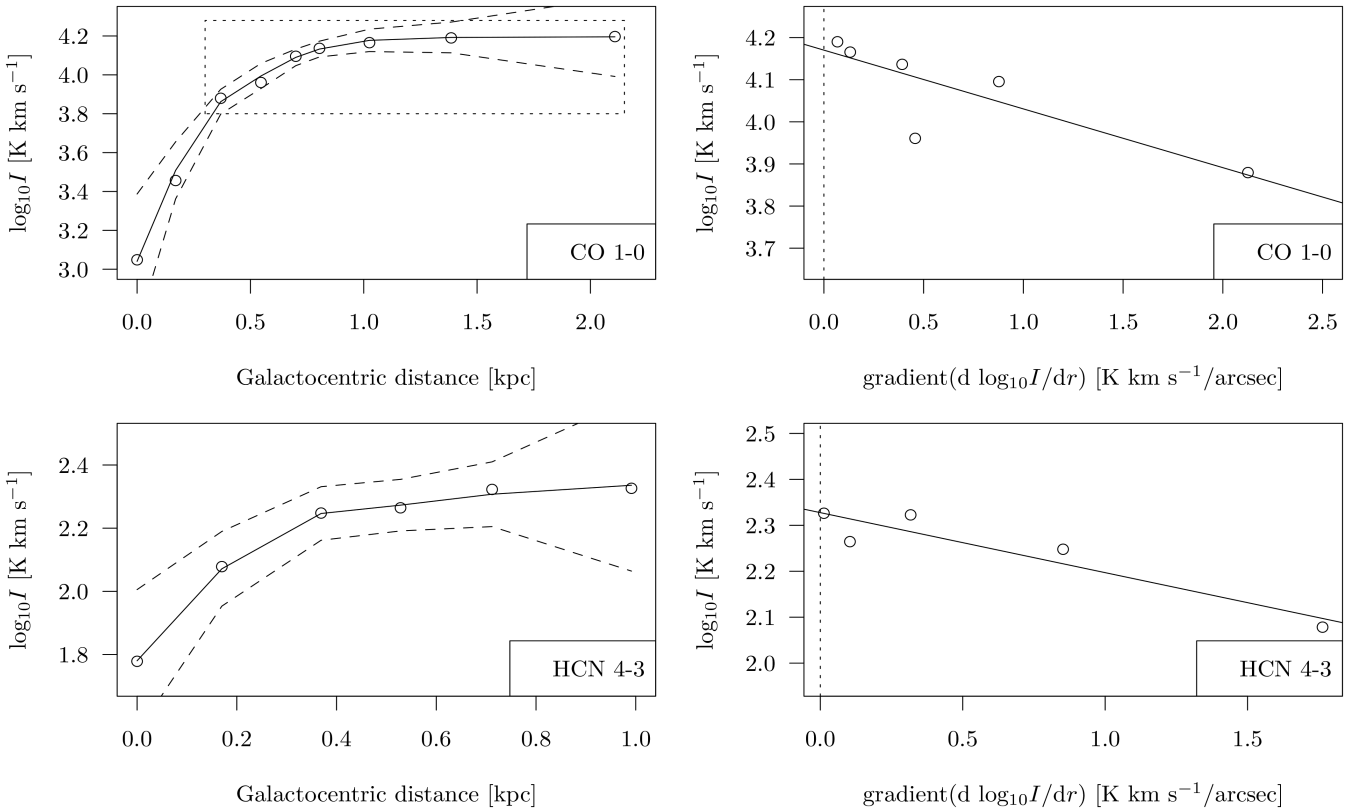 log₁₀I [K km s⁻¹]
4.2
4.0
3.8
3.6
3.4
3.2
3.0
CO 1-0
0.0 0.5 1.0 1.5 2.0
Galactocentric distance [kpc]
log₁₀I [K km s⁻¹]
4.2
4.1
4.0
3.9
3.8
3.7
CO 1-0
0.0 0.5 1.0 1.5 2.0 2.5
gradient(d log₁₀I/dr) [K km s⁻¹/arcsec]
log₁₀I [K km s⁻¹]
2.4
2.2
2.0
1.8
HCN 4-3
0.0 0.2 0.4 0.6 0.8 1.0
Galactocentric distance [kpc]
log₁₀I [K km s⁻¹]
2.5
2.4
2.3
2.2
2.1
2.0
HCN 4-3
0.0 0.5 1.0 1.5
gradient(d log₁₀I/dr) [K km s⁻¹/arcsec]